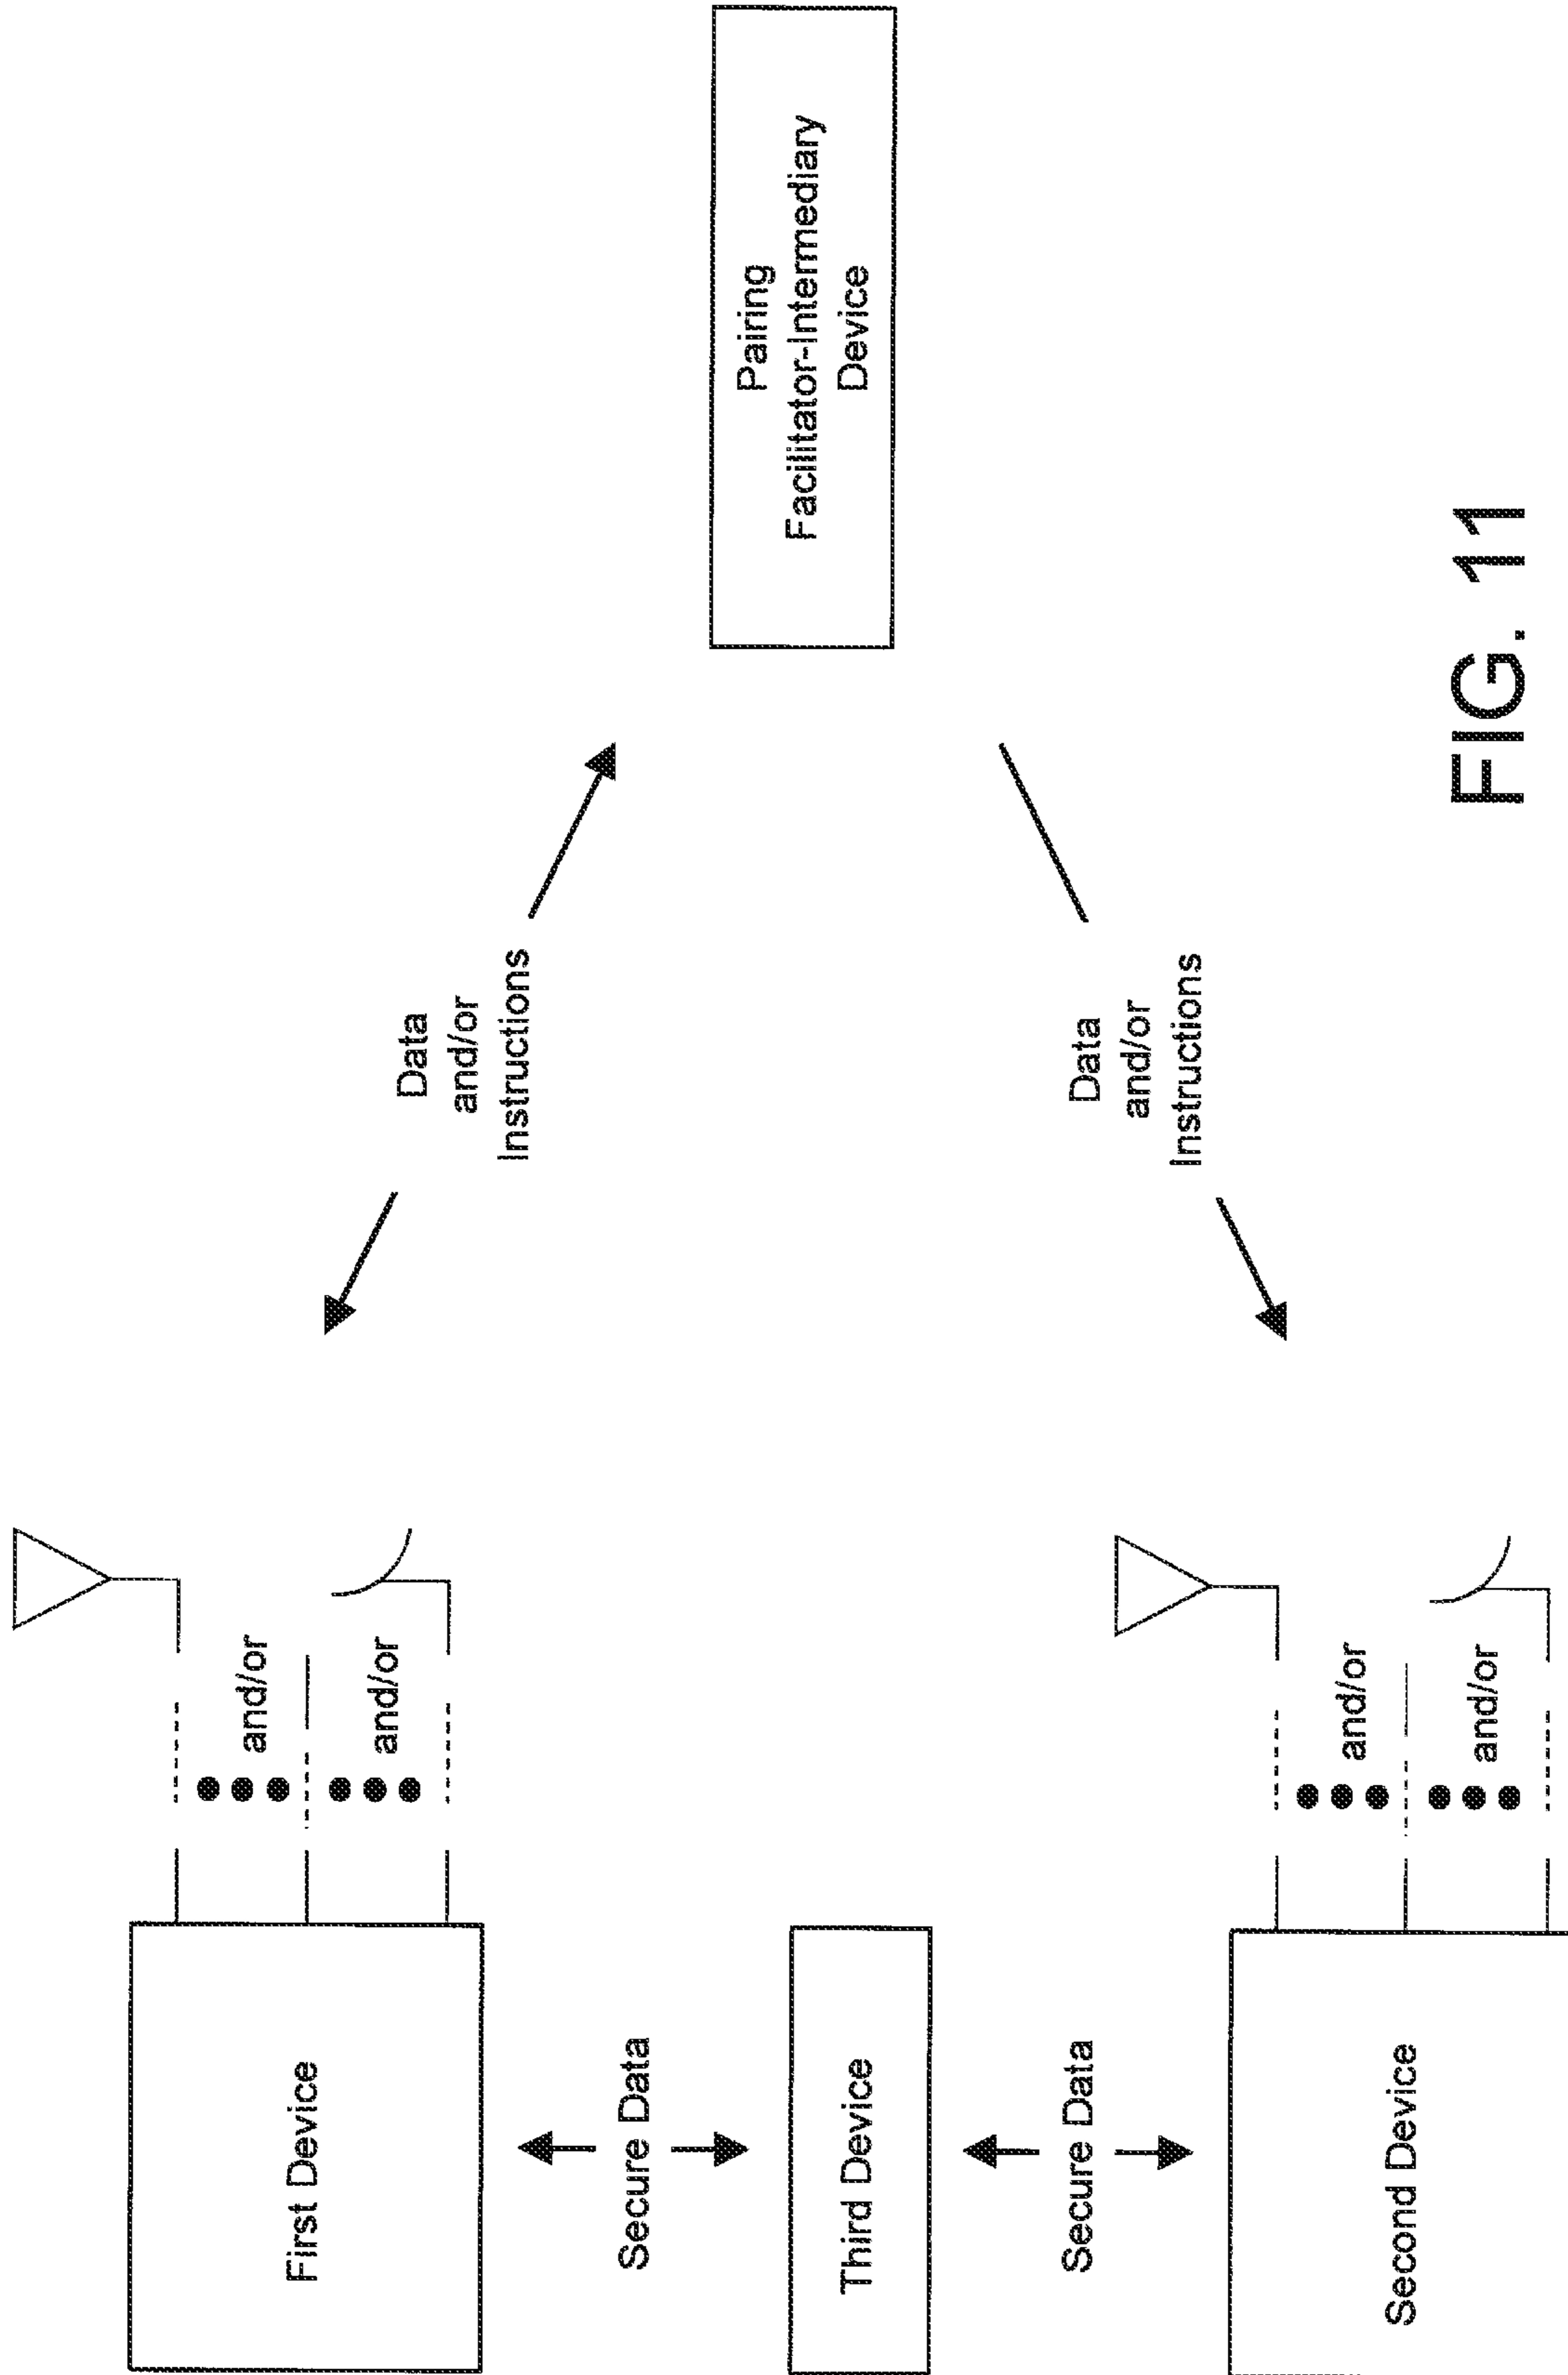 First Device
and/or
and/or
Secure Data
Data
and/or
Instructions
Third Device
Pairing
Facilitator-Intermediary
Device
Secure Data
Data
and/or
Instructions
Second Device
and/or
and/or
FIG. 11